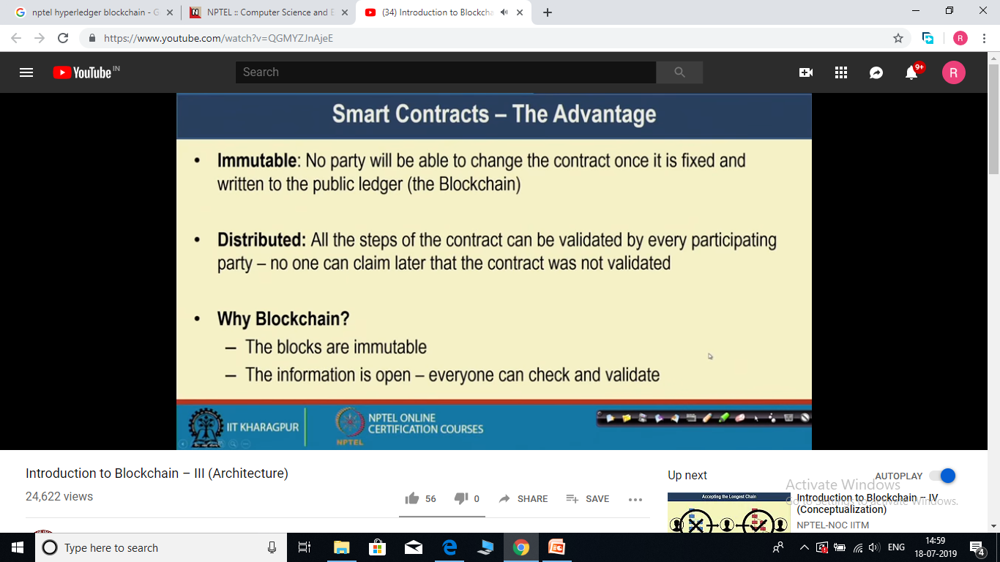 nptel hyperledger blockchain - G
NPTEL :: Computer Science and E
(34) Introduction to Blockcha
https://www.youtube.com/watch?v=QGMYZJnAjeE
R
YouTube IN
Search
9+
R
Smart Contracts – The Advantage
• Immutable: No party will be able to change the contract once it is fixed and
written to the public ledger (the Blockchain)
• Distributed: All the steps of the contract can be validated by every participating
party – no one can claim later that the contract was not validated
• Why Blockchain?
– The blocks are immutable
– The information is open – everyone can check and validate
IIT KHARAGPUR
NPTEL
NPTEL ONLINE
CERTIFICATION COURSES
Introduction to Blockchain – III (Architecture)
24,622 views
56
0
SHARE
SAVE
Up next
AUTOPLAY
Accepting the Longest Chain
Introduction to Blockchain – IV
(Conceptualization)
NPTEL-NOC IITM
Activate Windows
Go to Settings to activate Windows.
Type here to search
ENG
14:59
18-07-2019
4